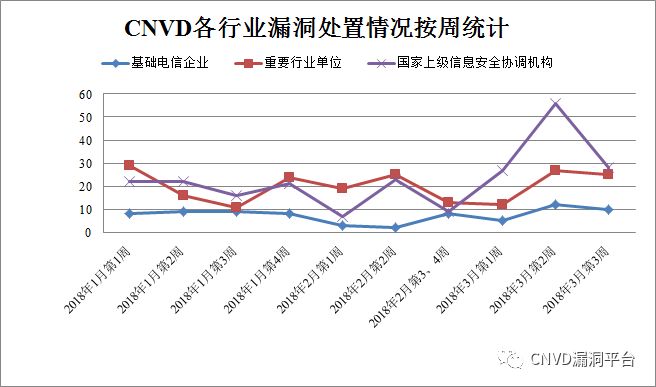 CNVD各行业漏洞处置情况按周统计
基础电信企业 重要行业单位 国家上级信息安全协调机构
60
50
40
30
20
10
0
2018年1月第1周
2018年1月第2周
2018年1月第3周
2018年1月第4周
2018年2月第1周
2018年2月第2周
2018年2月第3、4周
2018年3月第1周
2018年3月第2周
2018年3月第3周
CNVD漏洞平台